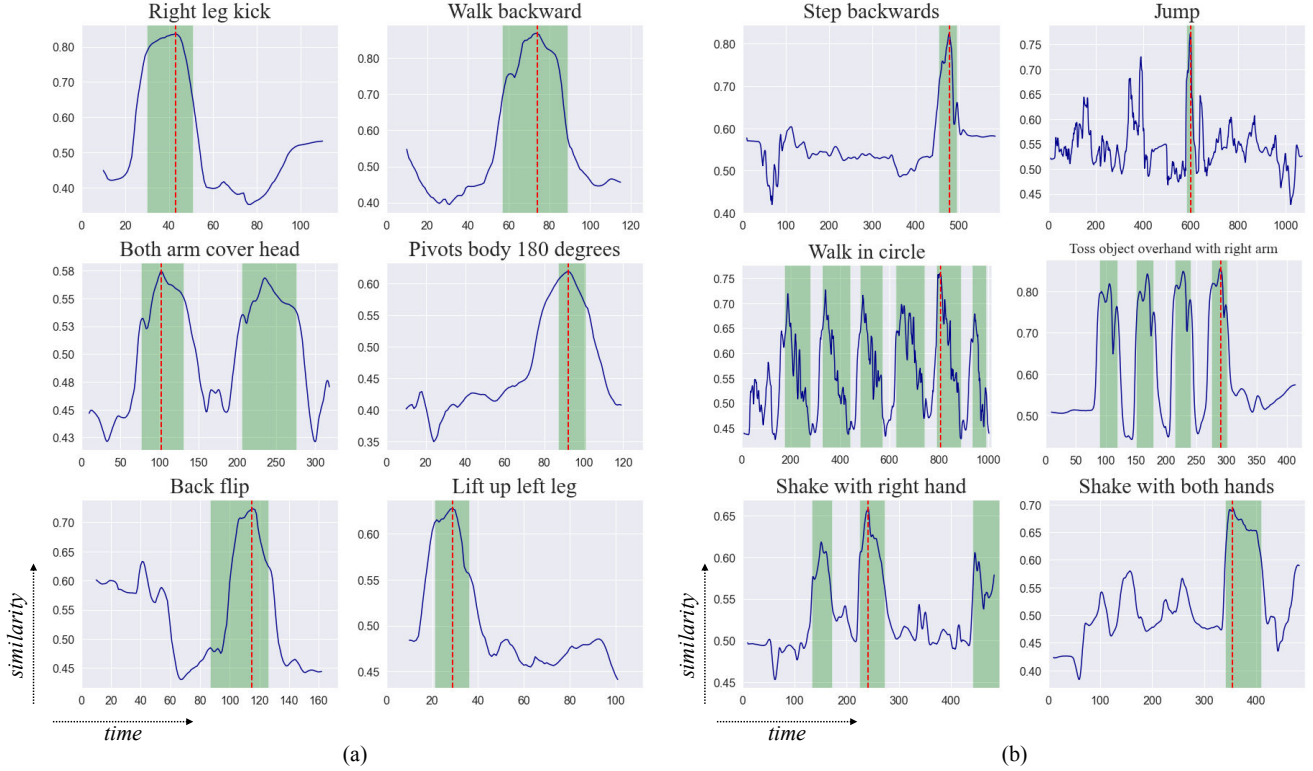 Right leg kick
0.80
0.70
0.60
0.50
0.40
0 20 40 60 80 100
Walk backward
0.80
0.70
0.60
0.50
0.40
0 20 40 60 80 100 120
Both arm cover head
0.58
0.55
0.53
0.50
0.48
0.45
0.43
0 50 100 150 200 250 300
Pivots body 180 degrees
0.60
0.55
0.50
0.45
0.40
0.35
0 20 40 60 80 100 120
Back flip
0.70
0.65
0.60
0.55
0.50
0.45
0 20 40 60 80 100 120 140 160
Lift up left leg
0.60
0.55
0.50
0.45
0 20 40 60 80 100
similarity
time
(a)
Step backwards
0.80
0.70
0.60
0.50
0.40
0 100 200 300 400 500
Jump
0.75
0.70
0.65
0.60
0.55
0.50
0.45
0 200 400 600 800 1000
Walk in circle
0.75
0.70
0.65
0.60
0.55
0.50
0.45
0 200 400 600 800 1000
Toss object overhand with right arm
0.80
0.70
0.60
0.50
0 100 200 300 400
Shake with right hand
0.65
0.60
0.55
0.50
0.45
0 100 200 300 400
Shake with both hands
0.70
0.65
0.60
0.55
0.50
0.45
0.40
0 100 200 300 400
similarity
time
(b)